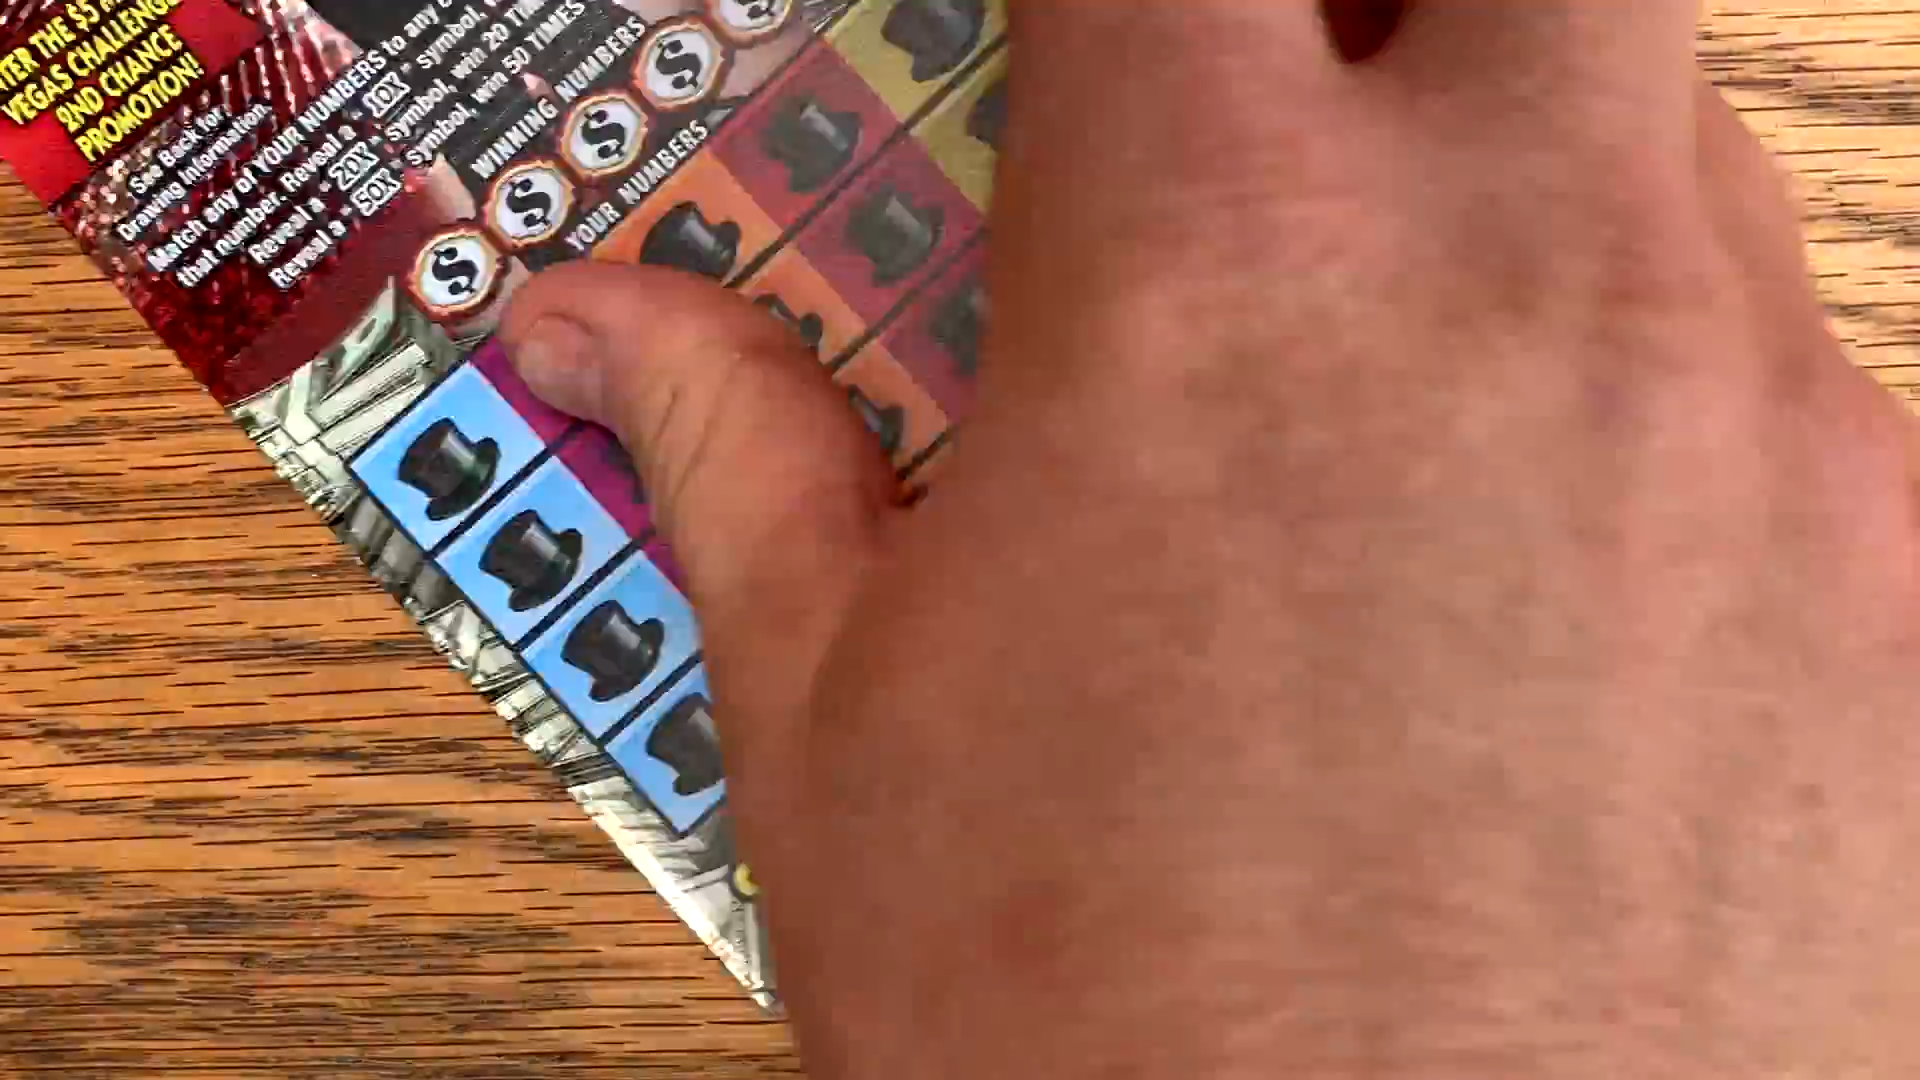 THE $5
VEGAS CHALLENGE
2ND CHANCE
PROMOTION!
See Back for
Drawing Information.
Match any of YOUR NUMBERS to any
that number. Reveal a "10X" symbol,
Reveal a "20X" symbol, win 20
Reveal a "50X" symbol, win 50 TIMES
WINNING NUMBERS
$ $ $ $
YOUR NUMBERS